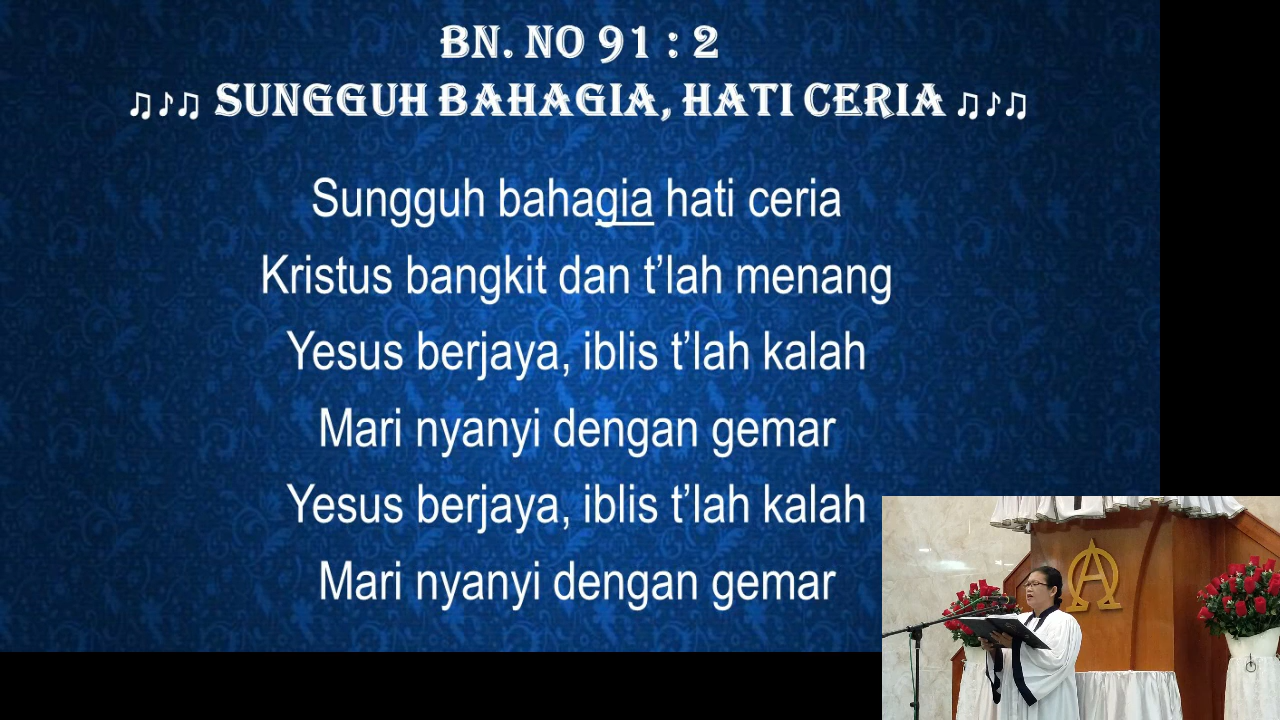 BN. NO 91 : 2
♫♪♫ SUNGGUH BAHAGIA, HATI CERIA ♫♪♫
Sungguh bahagia hati ceria
Kristus bangkit dan t’lah menang
Yesus berjaya, iblis t’lah kalah
Mari nyanyi dengan gemar
Yesus berjaya, iblis t’lah kalah
Mari nyanyi dengan gemar